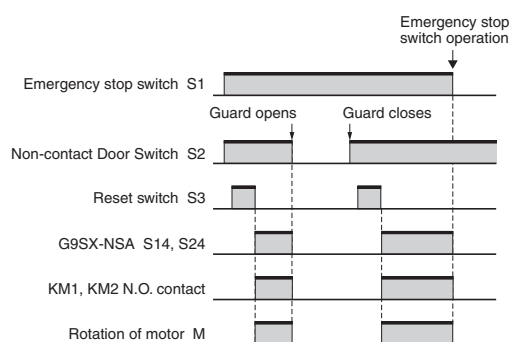 Emergency stop
switch operation
Emergency stop switch S1
Guard opens
Guard closes
Non-contact Door Switch S2
Reset switch S3
G9SX-NSA S14, S24
KM1, KM2 N.O. contact
Rotation of motor M